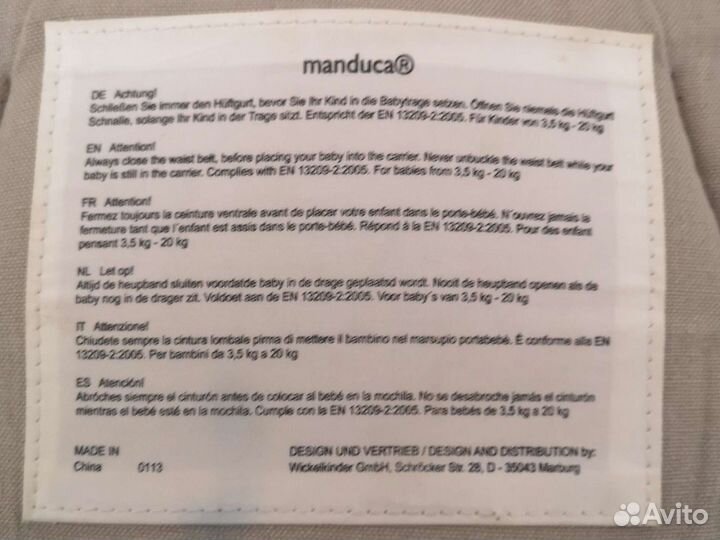 manduca®
DE Achtung!
Schließen Sie immer den Hüftgurt, bevor Sie Ihr Kind in die Babytrage setzen. Öffnen Sie niemals die Hüftgurt
Schnalle, solange Ihr Kind in der Trage sitzt. Entspricht der EN 13209-2:2005. Für Kinder von 3,5 kg - 20 kg
EN Attention!
Always close the waist belt, before placing your baby into the carrier. Never unbuckle the waist belt while your
baby is still in the carrier. Complies with EN 13209-2:2005. For babies from 3,5 kg - 20 kg
FR Attention!
Fermez toujours la ceinture ventrale avant de placer votre enfant dans le porte-bébé. N´ouvrez jamais la
fermeture tant que l´enfant est assis dans le porte-bébé. Répond à la EN 13209-2:2005. Pour des enfant
pensant 3,5 kg - 20 kg
NL Let op!
Altijd de heupband sluiten voordatde baby in de drage geplaatsd wordt. Nooit de heupband openen als de
baby nog in de drager zit. Voldoet aan de EN 13209-2:2005. Voor baby´s van 3,5 kg - 20 kg
IT Attenzione!
Chiudete sempre la cintura lombale pirma di mettere il bambino nel marsupio portabebé. È conforme alla EN
13209-2:2005. Per bambini da 3,5 kg a 20 kg
ES Atención!
Abróches siempre el cinturón antes de colocar al bebé en la mochila. No se desabroche jamás el cinturón
mientras el bebé esté en la mochila. Cumple con la EN 13209-2:2005. Para bebés de 3,5 kg a 20 kg
MADE IN DESIGN UND VERTRIEB / DESIGN AND DISTRIBUTION by:
China 0113 Wickelkinder GmbH, Schröcker Str. 28, D - 35043 Marburg
Avito